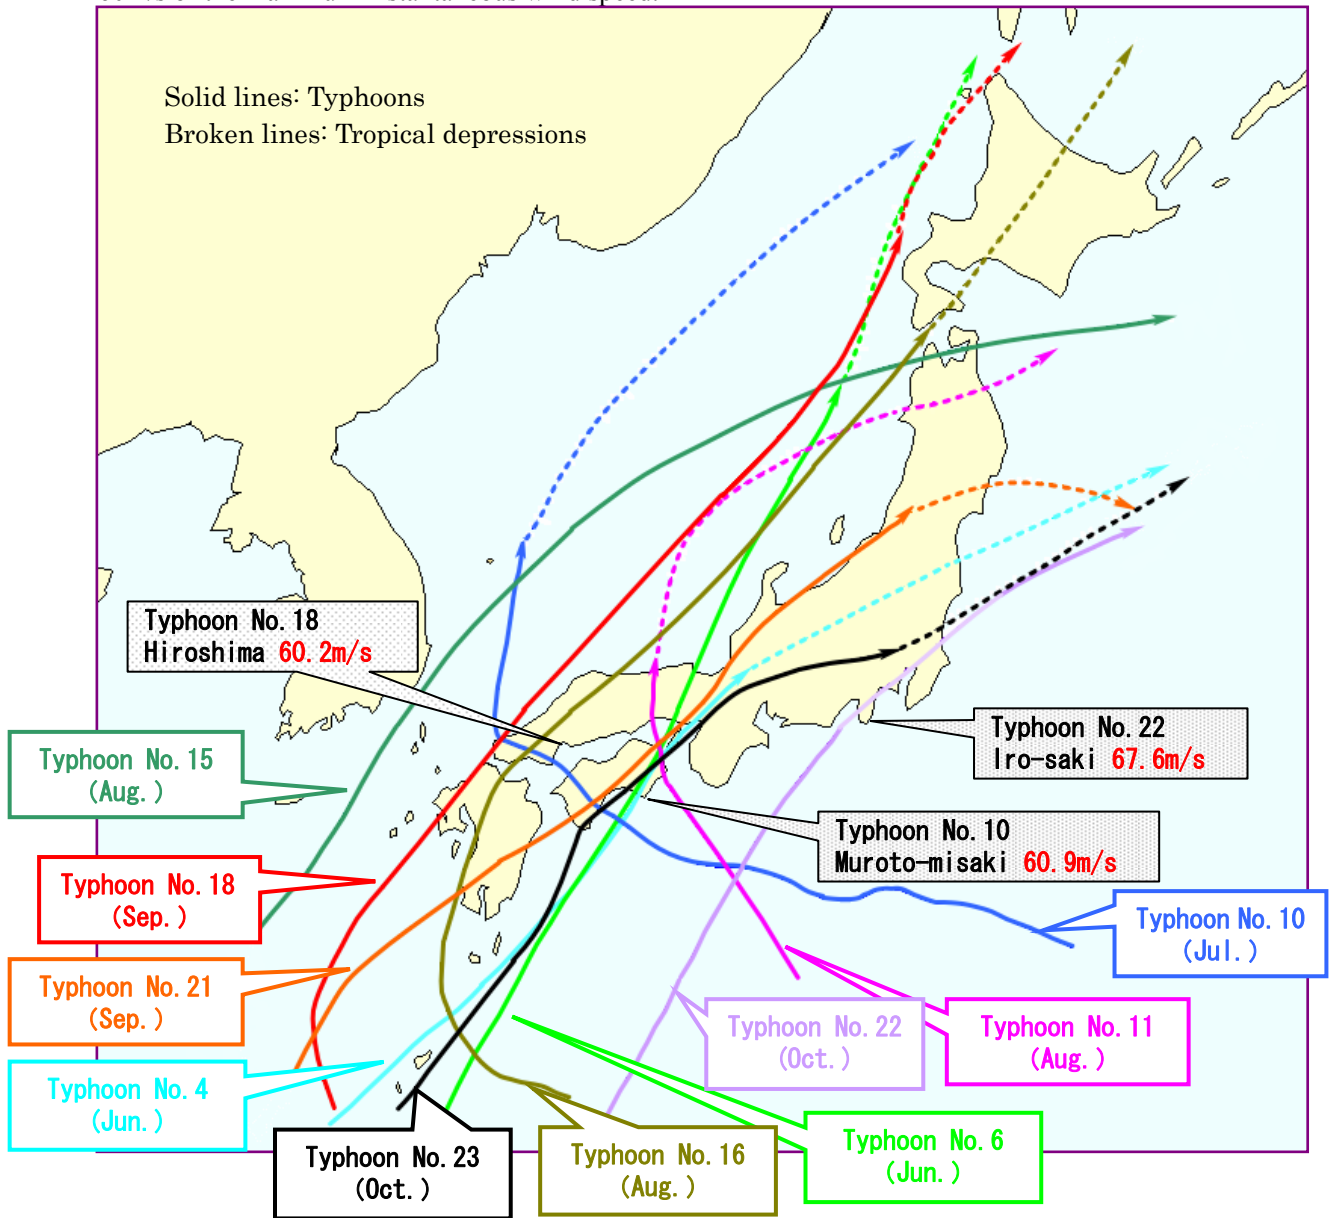 Solid lines: Typhoons
Broken lines: Tropical depressions
Typhoon No.18
Hiroshima 60.2m/s
Typhoon No.22
Iro-saki 67.6m/s
Typhoon No.15
(Aug.)
Typhoon No.10
Muroto-misaki 60.9m/s
Typhoon No.18
(Sep.)
Typhoon No.10
(Jul.)
Typhoon No.21
(Sep.)
Typhoon No.22
(Oct.)
Typhoon No.11
(Aug.)
Typhoon No.4
(Jun.)
Typhoon No.23
(Oct.)
Typhoon No.16
(Aug.)
Typhoon No.6
(Jun.)